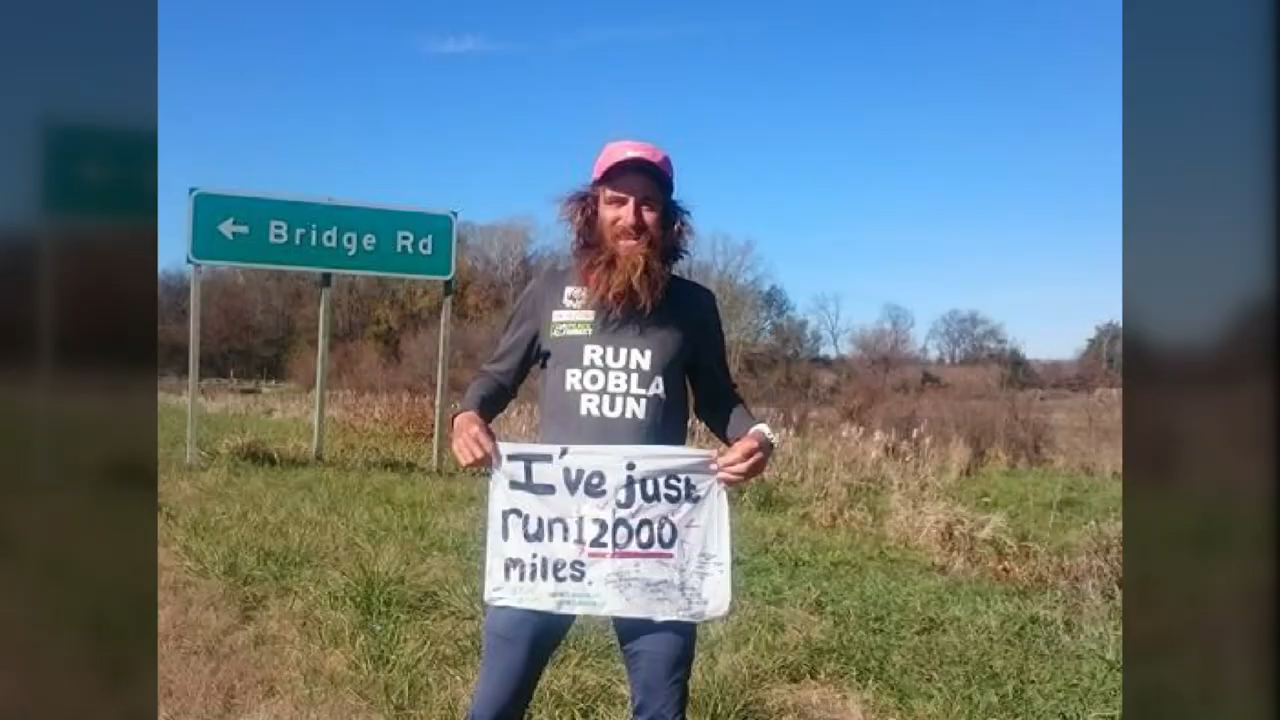 ← Bridge Rd
RUN
ROBLA
RUN
I've just
run 12000
miles.